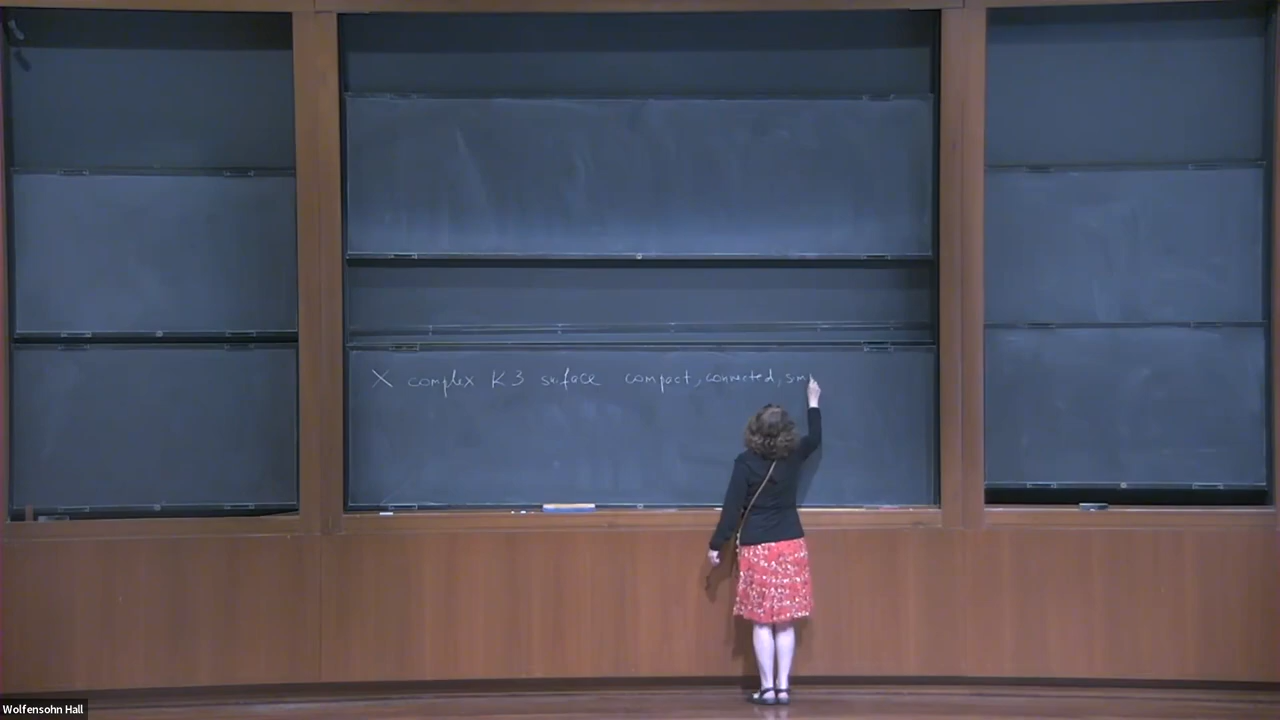 X complex K3 surface compact, connected, sm
Wolfensohn Hall